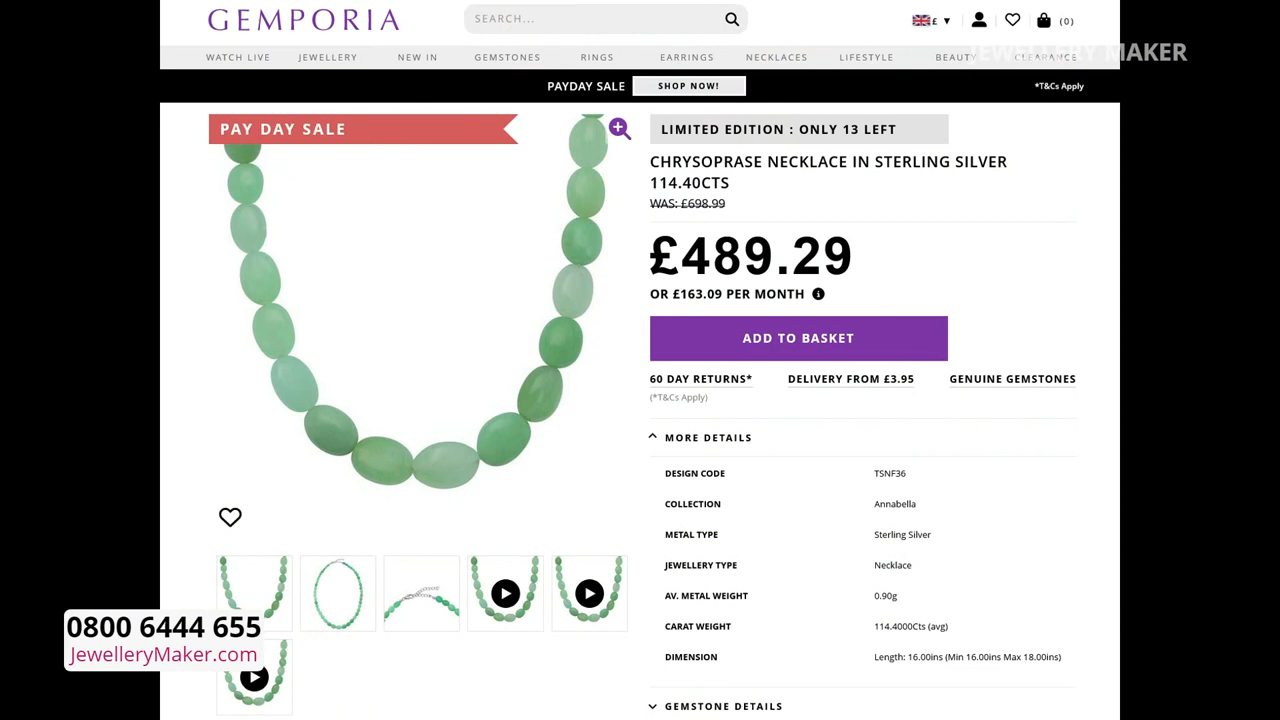 GEMPORIA
SEARCH...
£
(0)
JEWELLERY MAKER
WATCH LIVE JEWELLERY NEW IN GEMSTONES RINGS EARRINGS NECKLACES LIFESTYLE BEAUTY CLEARANCE
PAYDAY SALE SHOP NOW! *T&Cs Apply
PAY DAY SALE
LIMITED EDITION : ONLY 13 LEFT
CHRYSOPRASE NECKLACE IN STERLING SILVER
114.40CTS
WAS: £698.99
£489.29
OR £163.09 PER MONTH
ADD TO BASKET
60 DAY RETURNS* DELIVERY FROM £3.95 GENUINE GEMSTONES
(*T&Cs Apply)
MORE DETAILS
DESIGN CODE TSNF36
COLLECTION Annabella
METAL TYPE Sterling Silver
JEWELLERY TYPE Necklace
AV. METAL WEIGHT 0.90g
CARAT WEIGHT 114.4000Cts (avg)
DIMENSION Length: 16.00ins (Min 16.00ins Max 18.00ins)
GEMSTONE DETAILS
0800 6444 655
JewelleryMaker.com